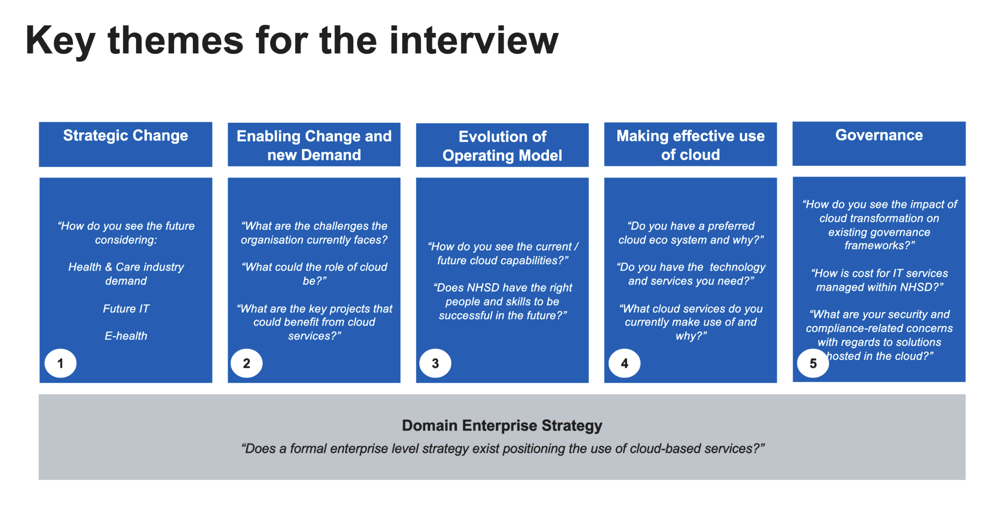 Key themes for the interview
Strategic Change
“How do you see the future
considering:
Health & Care industry
demand
Future IT
E-health
1
Enabling Change and
new Demand
“What are the challenges the
organisation currently faces?
“What could the role of cloud
be?”
“What are the key projects that
could benefit from cloud
services?”
2
Evolution of
Operating Model
“How do you see the current /
future cloud capabilities?”
“Does NHSD have the right
people and skills to be
successful in the future?”
3
Making effective use
of cloud
“Do you have a preferred
cloud eco system and why?”
“Do you have the  technology
and services you need?”
“What cloud services do you
currently make use of and
why?”
4
Governance
“How do you see the impact of
cloud transformation on
existing governance
frameworks?”
“How is cost for IT services
managed within NHSD?”
“What are your security and
compliance-related concerns
with regards to solutions
hosted in the cloud?”
5
Domain Enterprise Strategy
“Does a formal enterprise level strategy exist positioning the use of cloud-based services?”